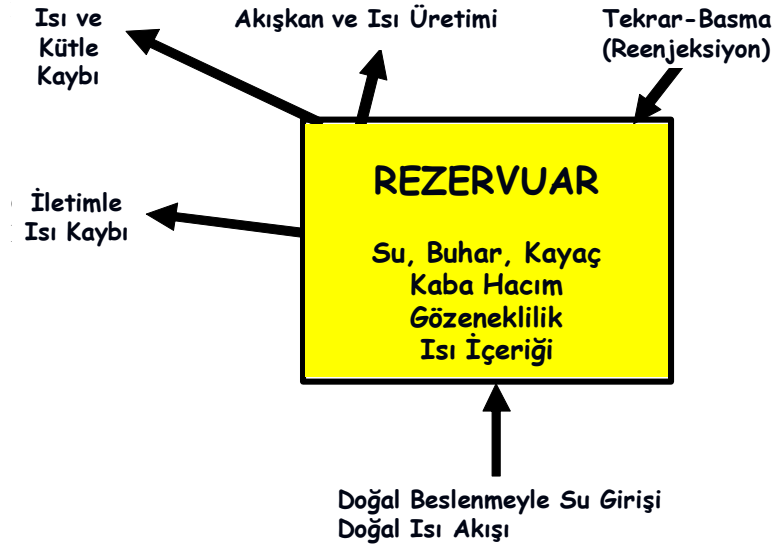 Isı ve
Kütle
Kaybı
Akışkan ve Isı Üretimi
Tekrar-Basma
(Reenjeksiyon)
REZERVUAR
İletimle
Isı Kaybı
Su, Buhar, Kayaç
Kaba Hacım
Gözeneklilik
Isı İçeriği
Doğal Beslenmeyle Su Girişi
Doğal Isı Akışı